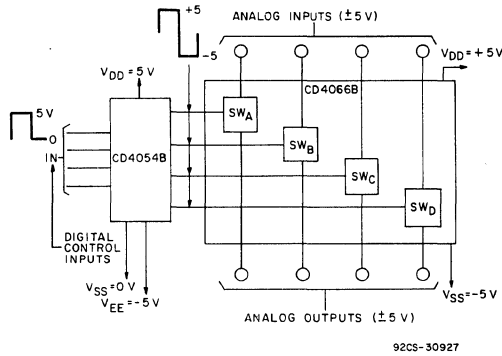 +5
-5
ANALOG INPUTS (±5 V)
VDD = 5 V
VDD = +5 V
CD4066B
5 V
0
IN
CD4054B
SWA
SWB
SWC
SWD
DIGITAL
CONTROL
INPUTS
VSS = 0 V
VEE = -5 V
VSS = -5 V
ANALOG OUTPUTS (±5 V)
92CS-30927